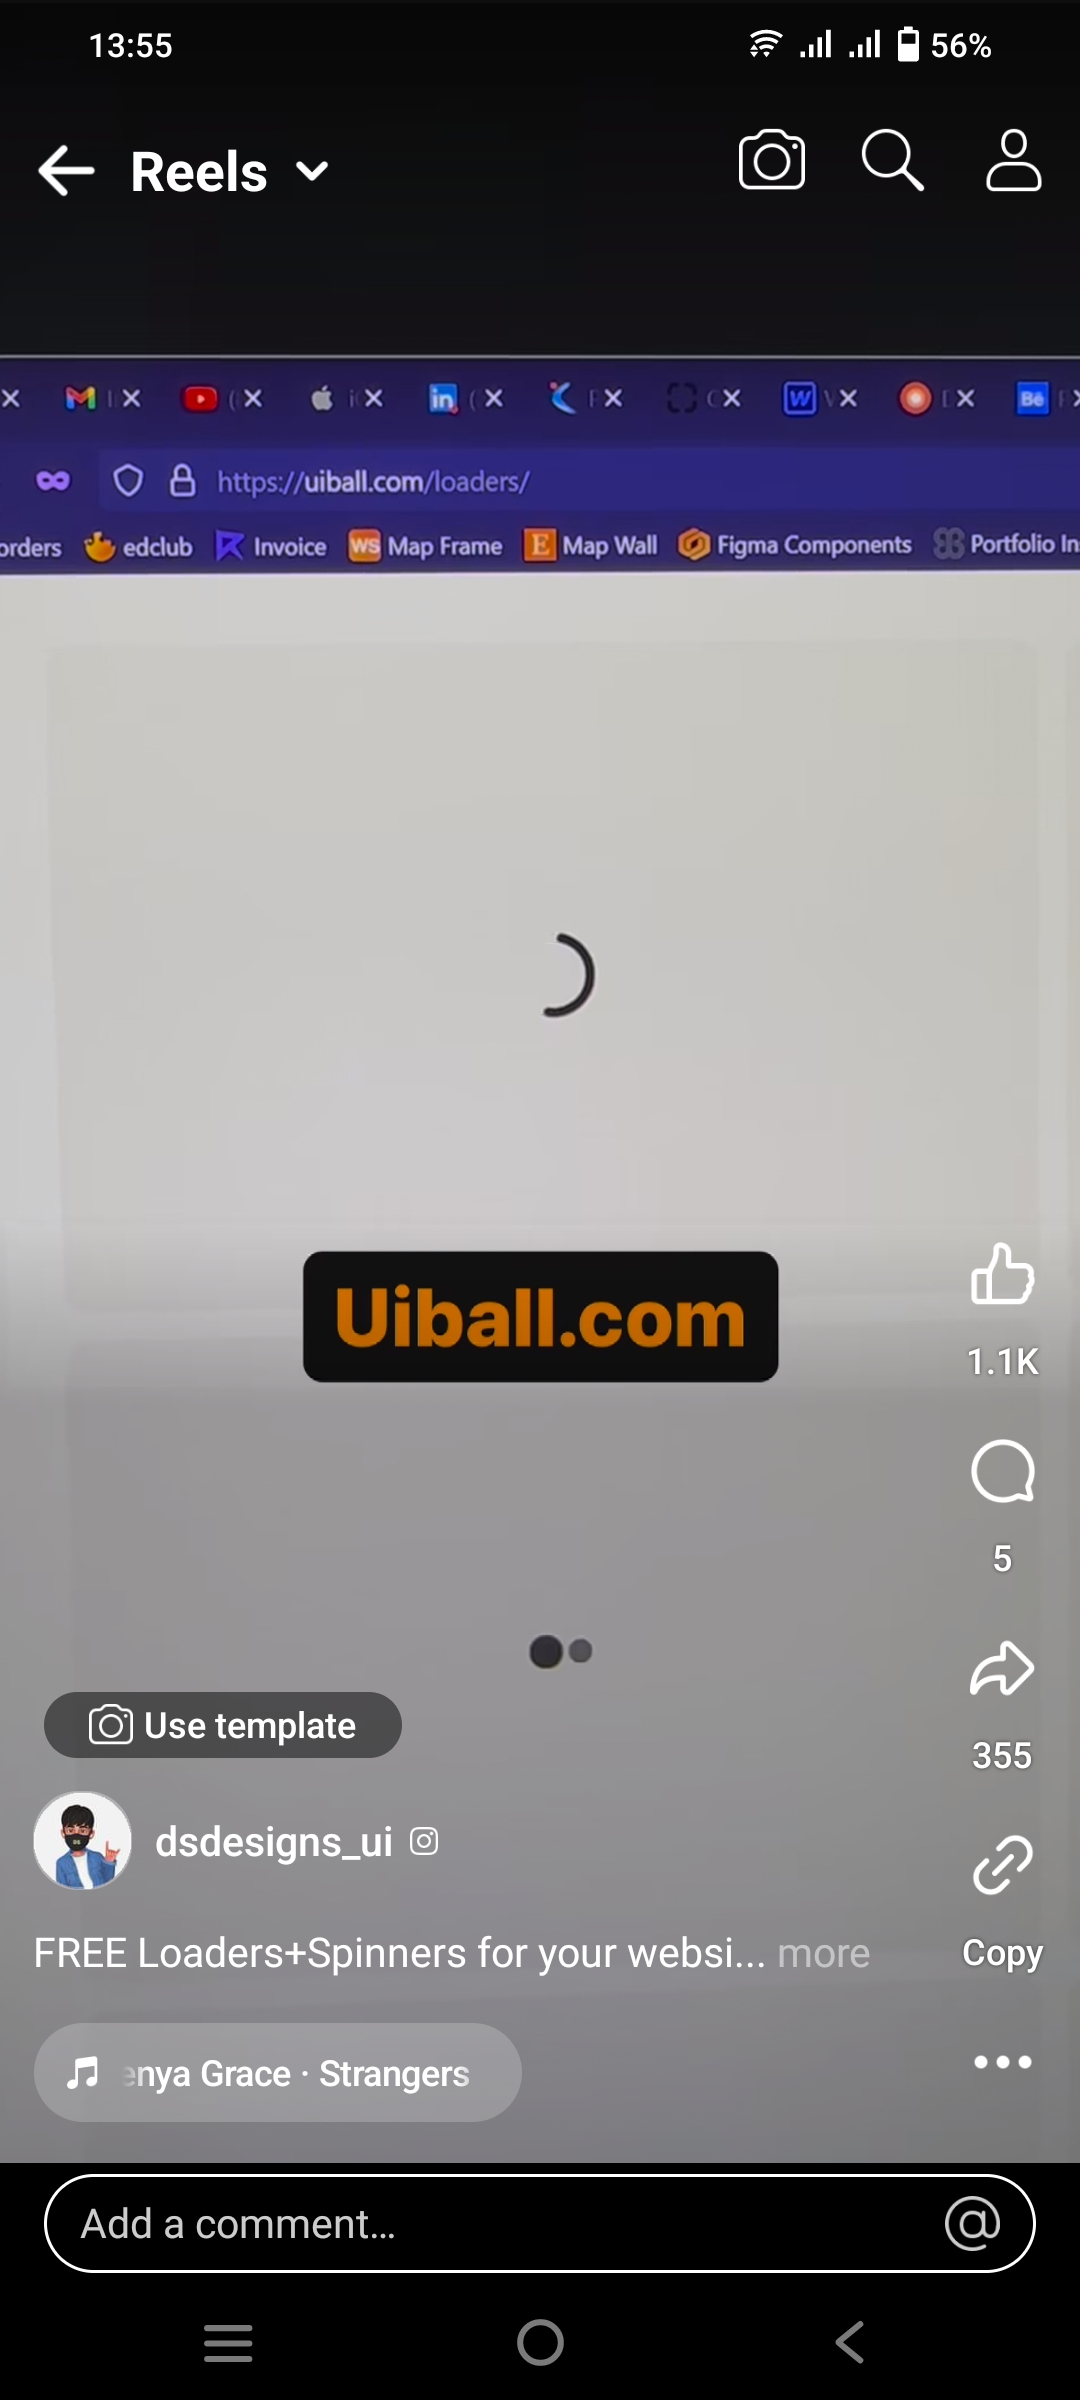 13:55
56%
Reels
https://uiball.com/loaders/
orders edclub Invoice WS Map Frame E Map Wall Figma Components Portfolio In
Uiball.com
1.1K
5
Use template
355
dsdesigns_ui
FREE Loaders+Spinners for your websi... more
Copy
enya Grace · Strangers
Add a comment...